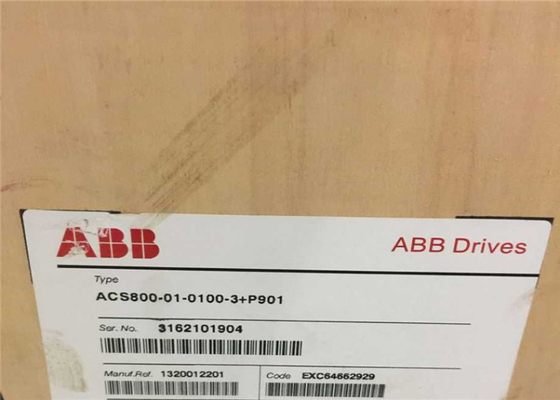 ABB ABB Drives
Type
ACS800-01-0100-3+P901
Ser. No. 3162101904
Manuf.Ref. 1320012201 Code EXC64662929